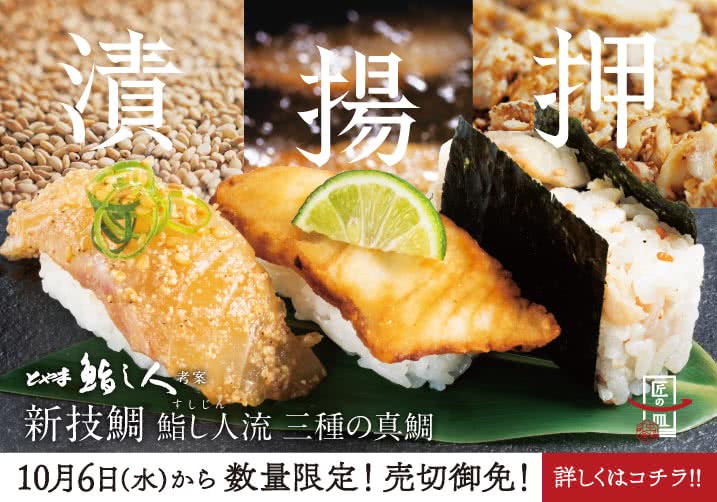 漬 揚 押
とやま 鮨し人 考案
すしじん
新技鯛 鮨し人流 三種の真鯛
匠の皿
10月6日(水)から 数量限定! 売切御免!
詳しくはコチラ!!